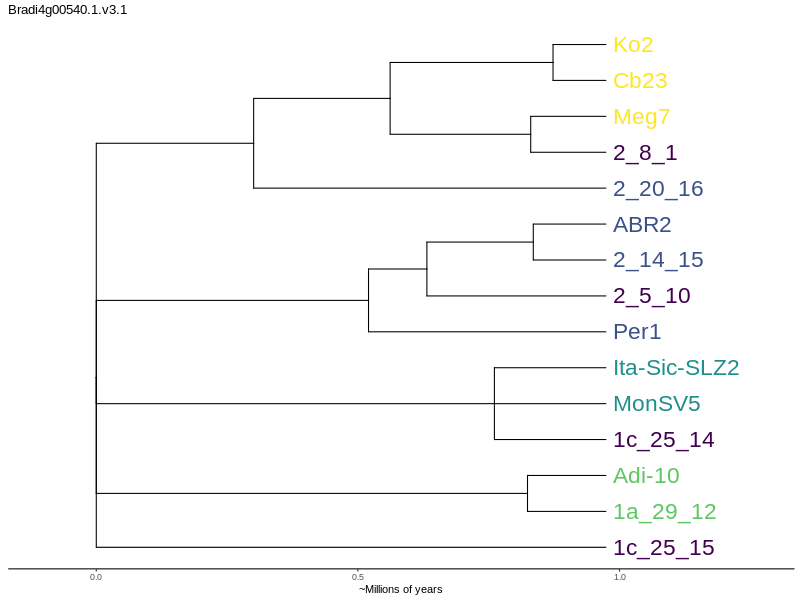 Bradi4g00540.1.v3.1
Ko2
Cb23
Meg7
2_8_1
2_20_16
ABR2
2_14_15
2_5_10
Per1
Ita-Sic-SLZ2
MonSV5
1c_25_14
Adi-10
1a_29_12
1c_25_15
0.0 0.5 1.0
~Millions of years